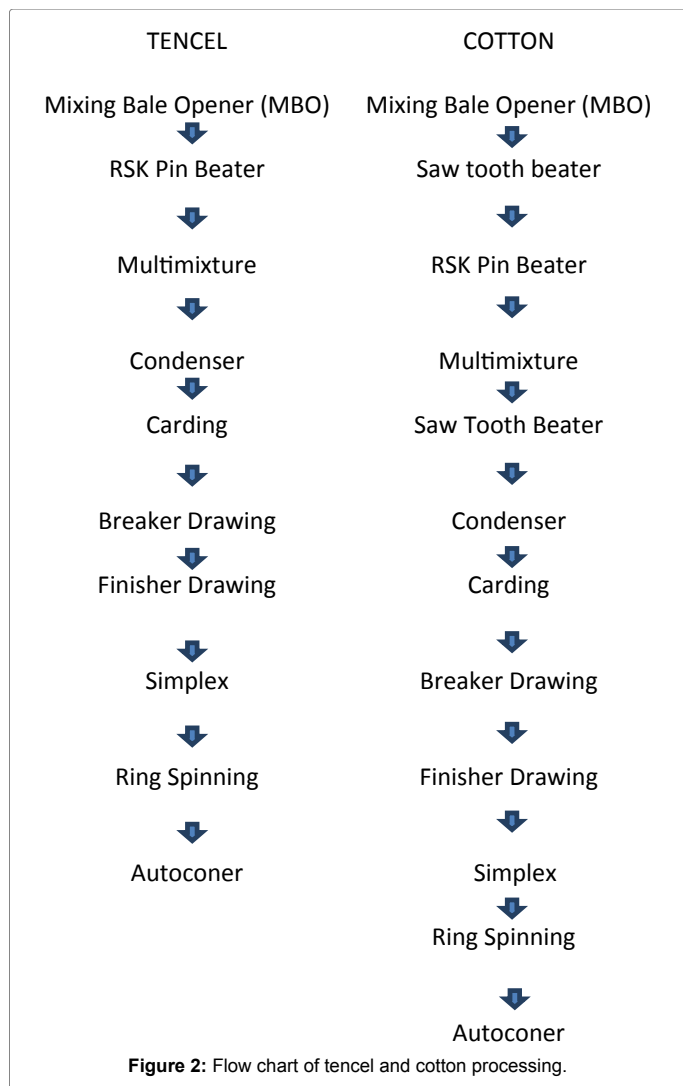 TENCEL
Mixing Bale Opener (MBO)
RSK Pin Beater
Multimixture
Condenser
Carding
Breaker Drawing
Finisher Drawing
Simplex
Ring Spinning
Autoconer
COTTON
Mixing Bale Opener (MBO)
Saw tooth beater
RSK Pin Beater
Multimixture
Saw Tooth Beater
Condenser
Carding
Breaker Drawing
Finisher Drawing
Simplex
Ring Spinning
Autoconer
Figure 2: Flow chart of tencel and cotton processing.